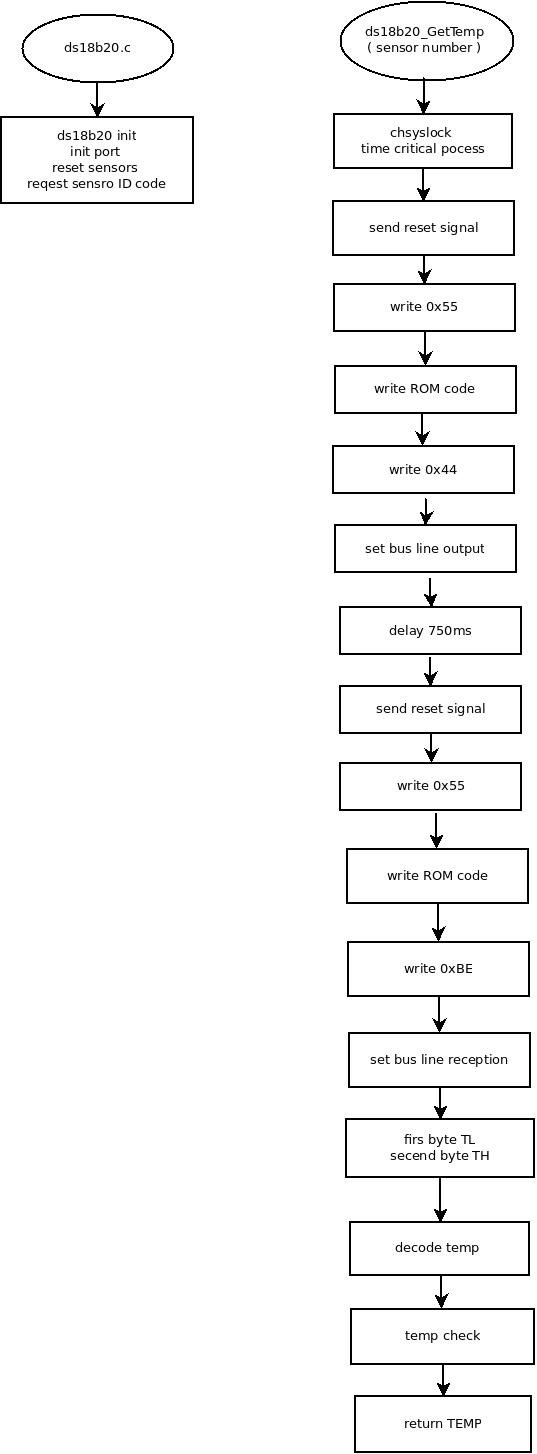 ds18b20.c
ds18b20 init
init port
reset sensors
reqest sensro ID code
ds18b20_GetTemp
( sensor number )
chsyslock
time critical pocess
send reset signal
write 0x55
write ROM code
write 0x44
set bus line output
delay 750ms
send reset signal
write 0x55
write ROM code
write 0xBE
set bus line reception
firs byte TL
secend byte TH
decode temp
temp check
return TEMP